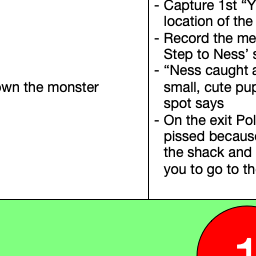 - Capture 1st “Y
location of the
- Record the me
Step to Ness’ s
- “Ness caught a
small, cute pup
spot says
- On the exit Pol
pissed because
the shack and
you to go to th
own the monster
1